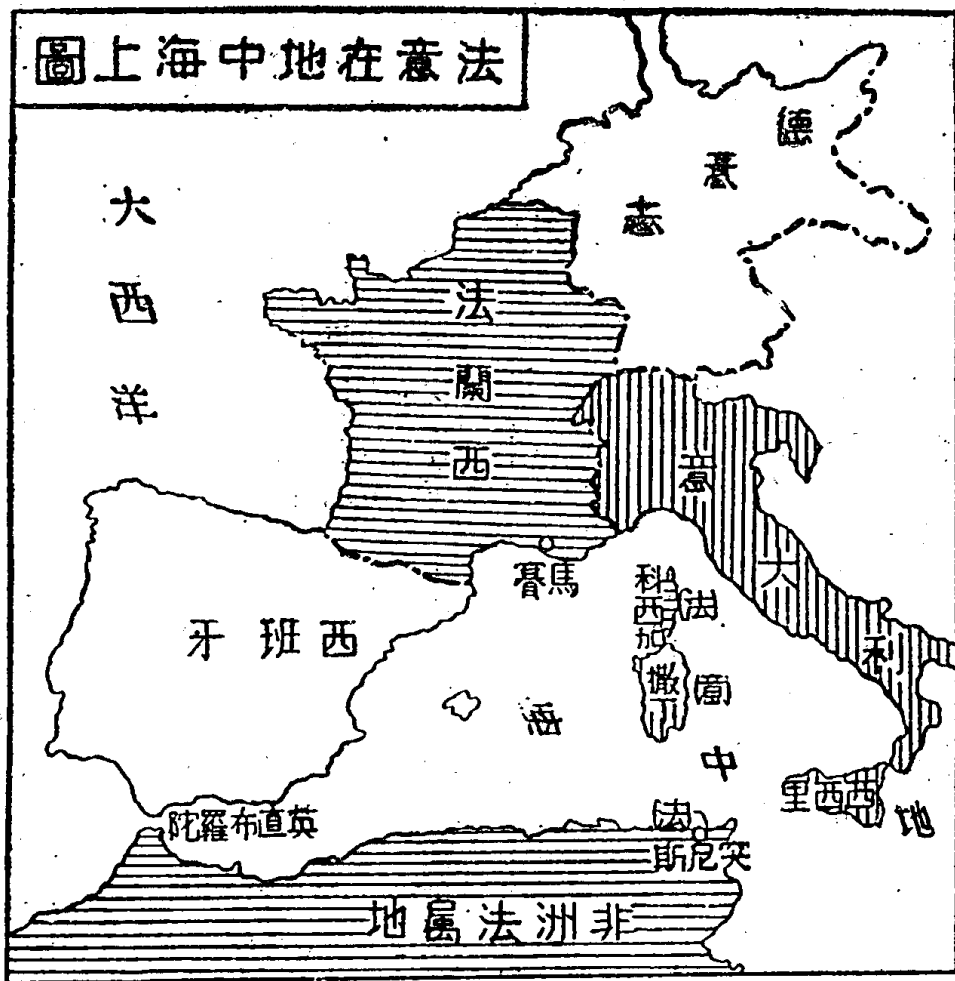 法意在地中海上圖
德意志
大西洋
法蘭西
意大利
馬賽
科西加
(法)
西班牙
撒丁
(意)
地中海
西西里
英直布羅陀
(法)
突尼斯
非洲法属地